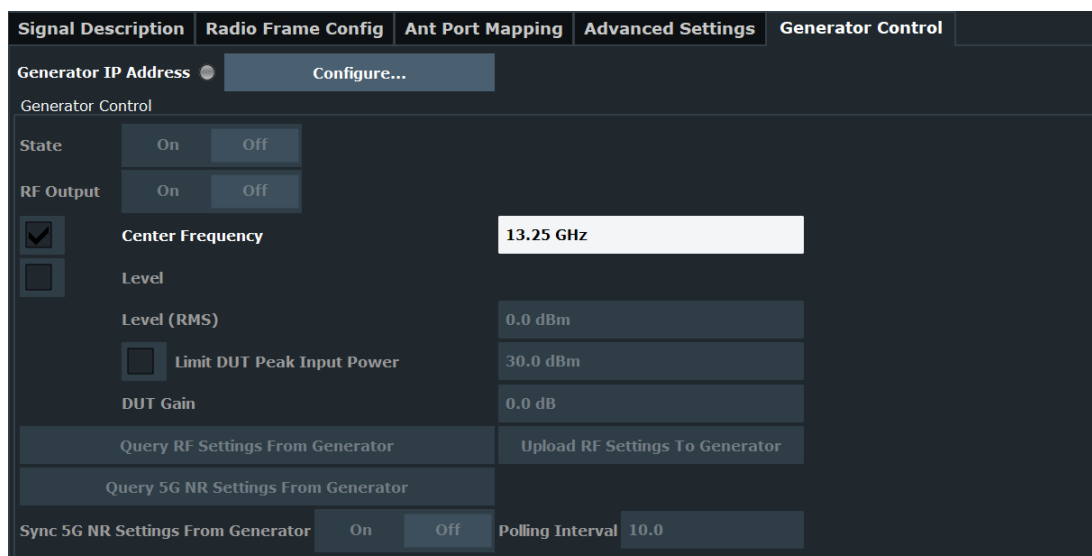 Signal Description Radio Frame Config Ant Port Mapping Advanced Settings Generator Control
Generator IP Address Configure...
Generator Control
State On Off
RF Output On Off
Center Frequency 13.25 GHz
Level
Level (RMS) 0.0 dBm
Limit DUT Peak Input Power 30.0 dBm
DUT Gain 0.0 dB
Query RF Settings From Generator Upload RF Settings To Generator
Query 5G NR Settings From Generator
Sync 5G NR Settings From Generator On Off Polling Interval 10.0